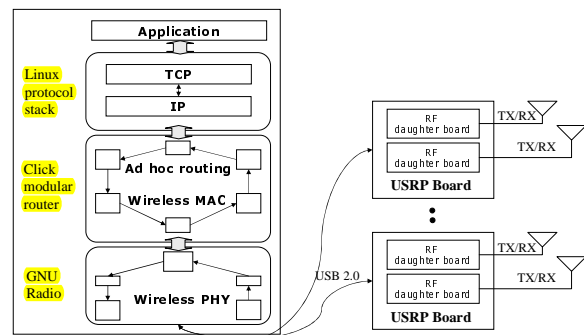 Application
Linux
protocol
stack
TCP
IP
Click
modular
router
Ad hoc routing
Wireless MAC
GNU
Radio
Wireless PHY
USB 2.0
RF
daughter board
TX/RX
RF
daughter board
TX/RX
USRP Board
RF
daughter board
TX/RX
RF
daughter board
TX/RX
USRP Board